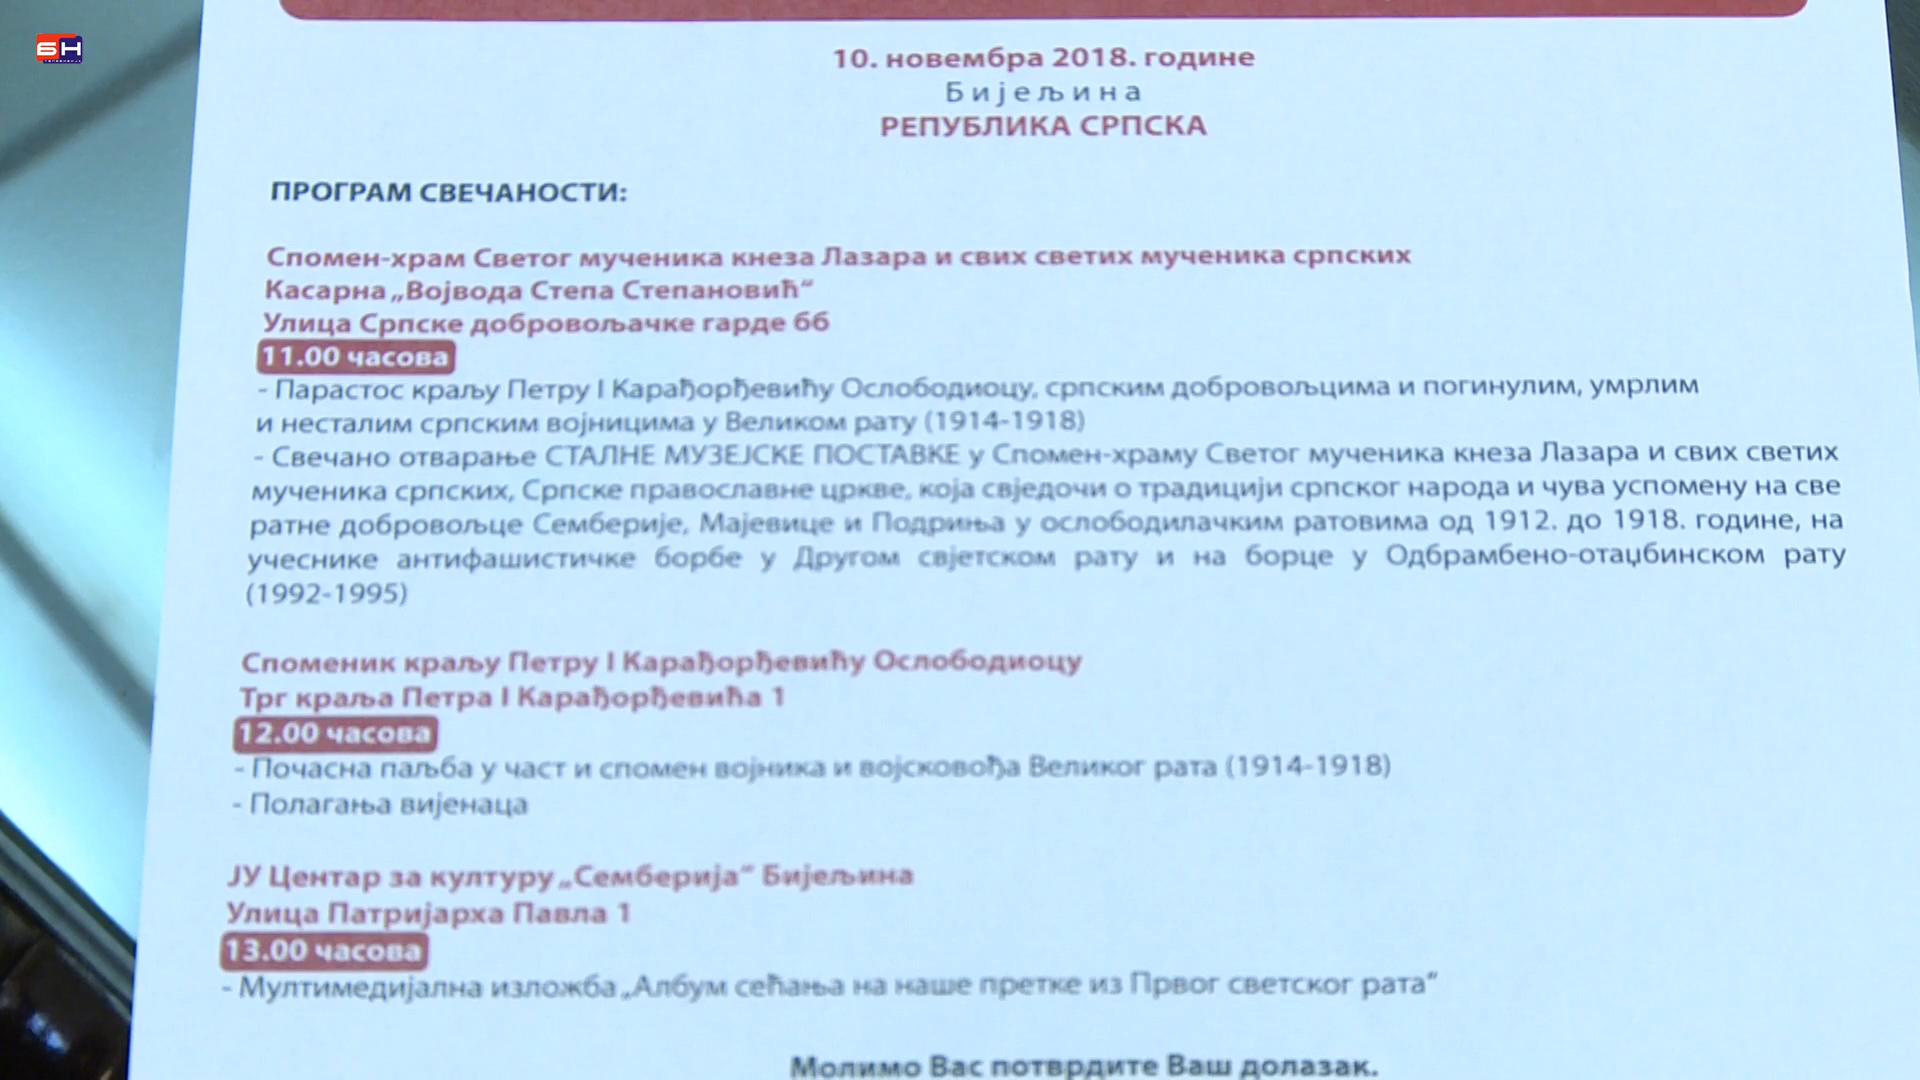 БН
10. новембра 2018. године
Бијељина
РЕПУБЛИКА СРПСКА
ПРОГРАМ СВЕЧАНОСТИ:
Спомен-храм Светог мученика кнеза Лазара и свих светих мученика српских
Касарна „Војвода Степа Степановић“
Улица Српске добровољачке гарде бб
11.00 часова
- Парастос краљу Петру I Карађорђевићу Ослободиоцу, српским добровољцима и погинулим, умрлим
и несталим српским војницима у Великом рату (1914-1918)
- Свечано отварање СТАЛНЕ МУЗЕЈСКЕ ПОСТАВКЕ у Спомен-храму Светог мученика кнеза Лазара и свих светих
мученика српских, Српске православне цркве, која свједочи о традицији српског народа и чува успомену на све
ратне добровољце Семберије, Мајевице и Подриња у ослободилачким ратовима од 1912. до 1918. године, на
учеснике антифашистичке борбе у Другом свјетском рату и на борце у Одбрамбено-отаџбинском рату
(1992-1995)
Споменик краљу Петру I Карађорђевићу Ослободиоцу
Трг краља Петра I Карађорђевића 1
12.00 часова
- Почасна паљба у част и спомен војника и војсковођа Великог рата (1914-1918)
- Полагања вијенаца
ЈУ Центар за културу „Семберија“ Бијељина
Улица Патријарха Павла 1
13.00 часова
- Мултимедијална изложба „Албум сећања на наше претке из Првог светског рата“
Молимо Вас потврдите Ваш долазак.